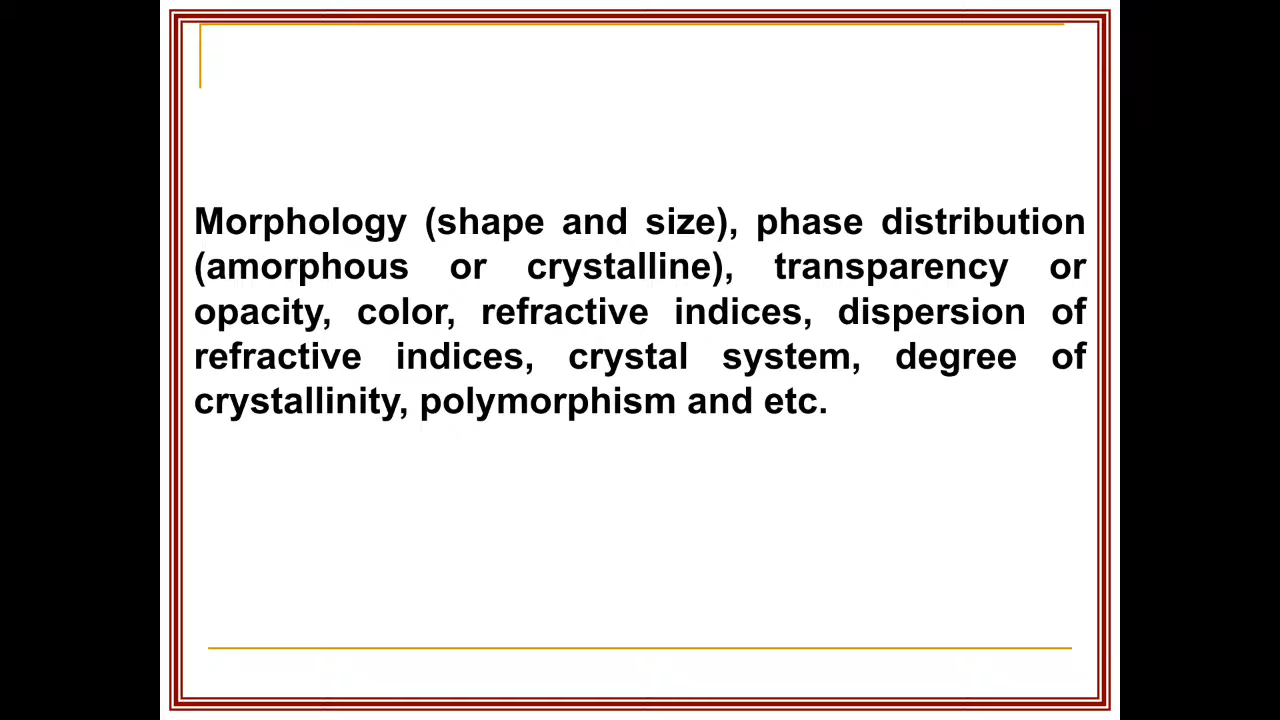 Morphology (shape and size), phase distribution
(amorphous or crystalline), transparency or
opacity, color, refractive indices, dispersion of
refractive indices, crystal system, degree of
crystallinity, polymorphism and etc.